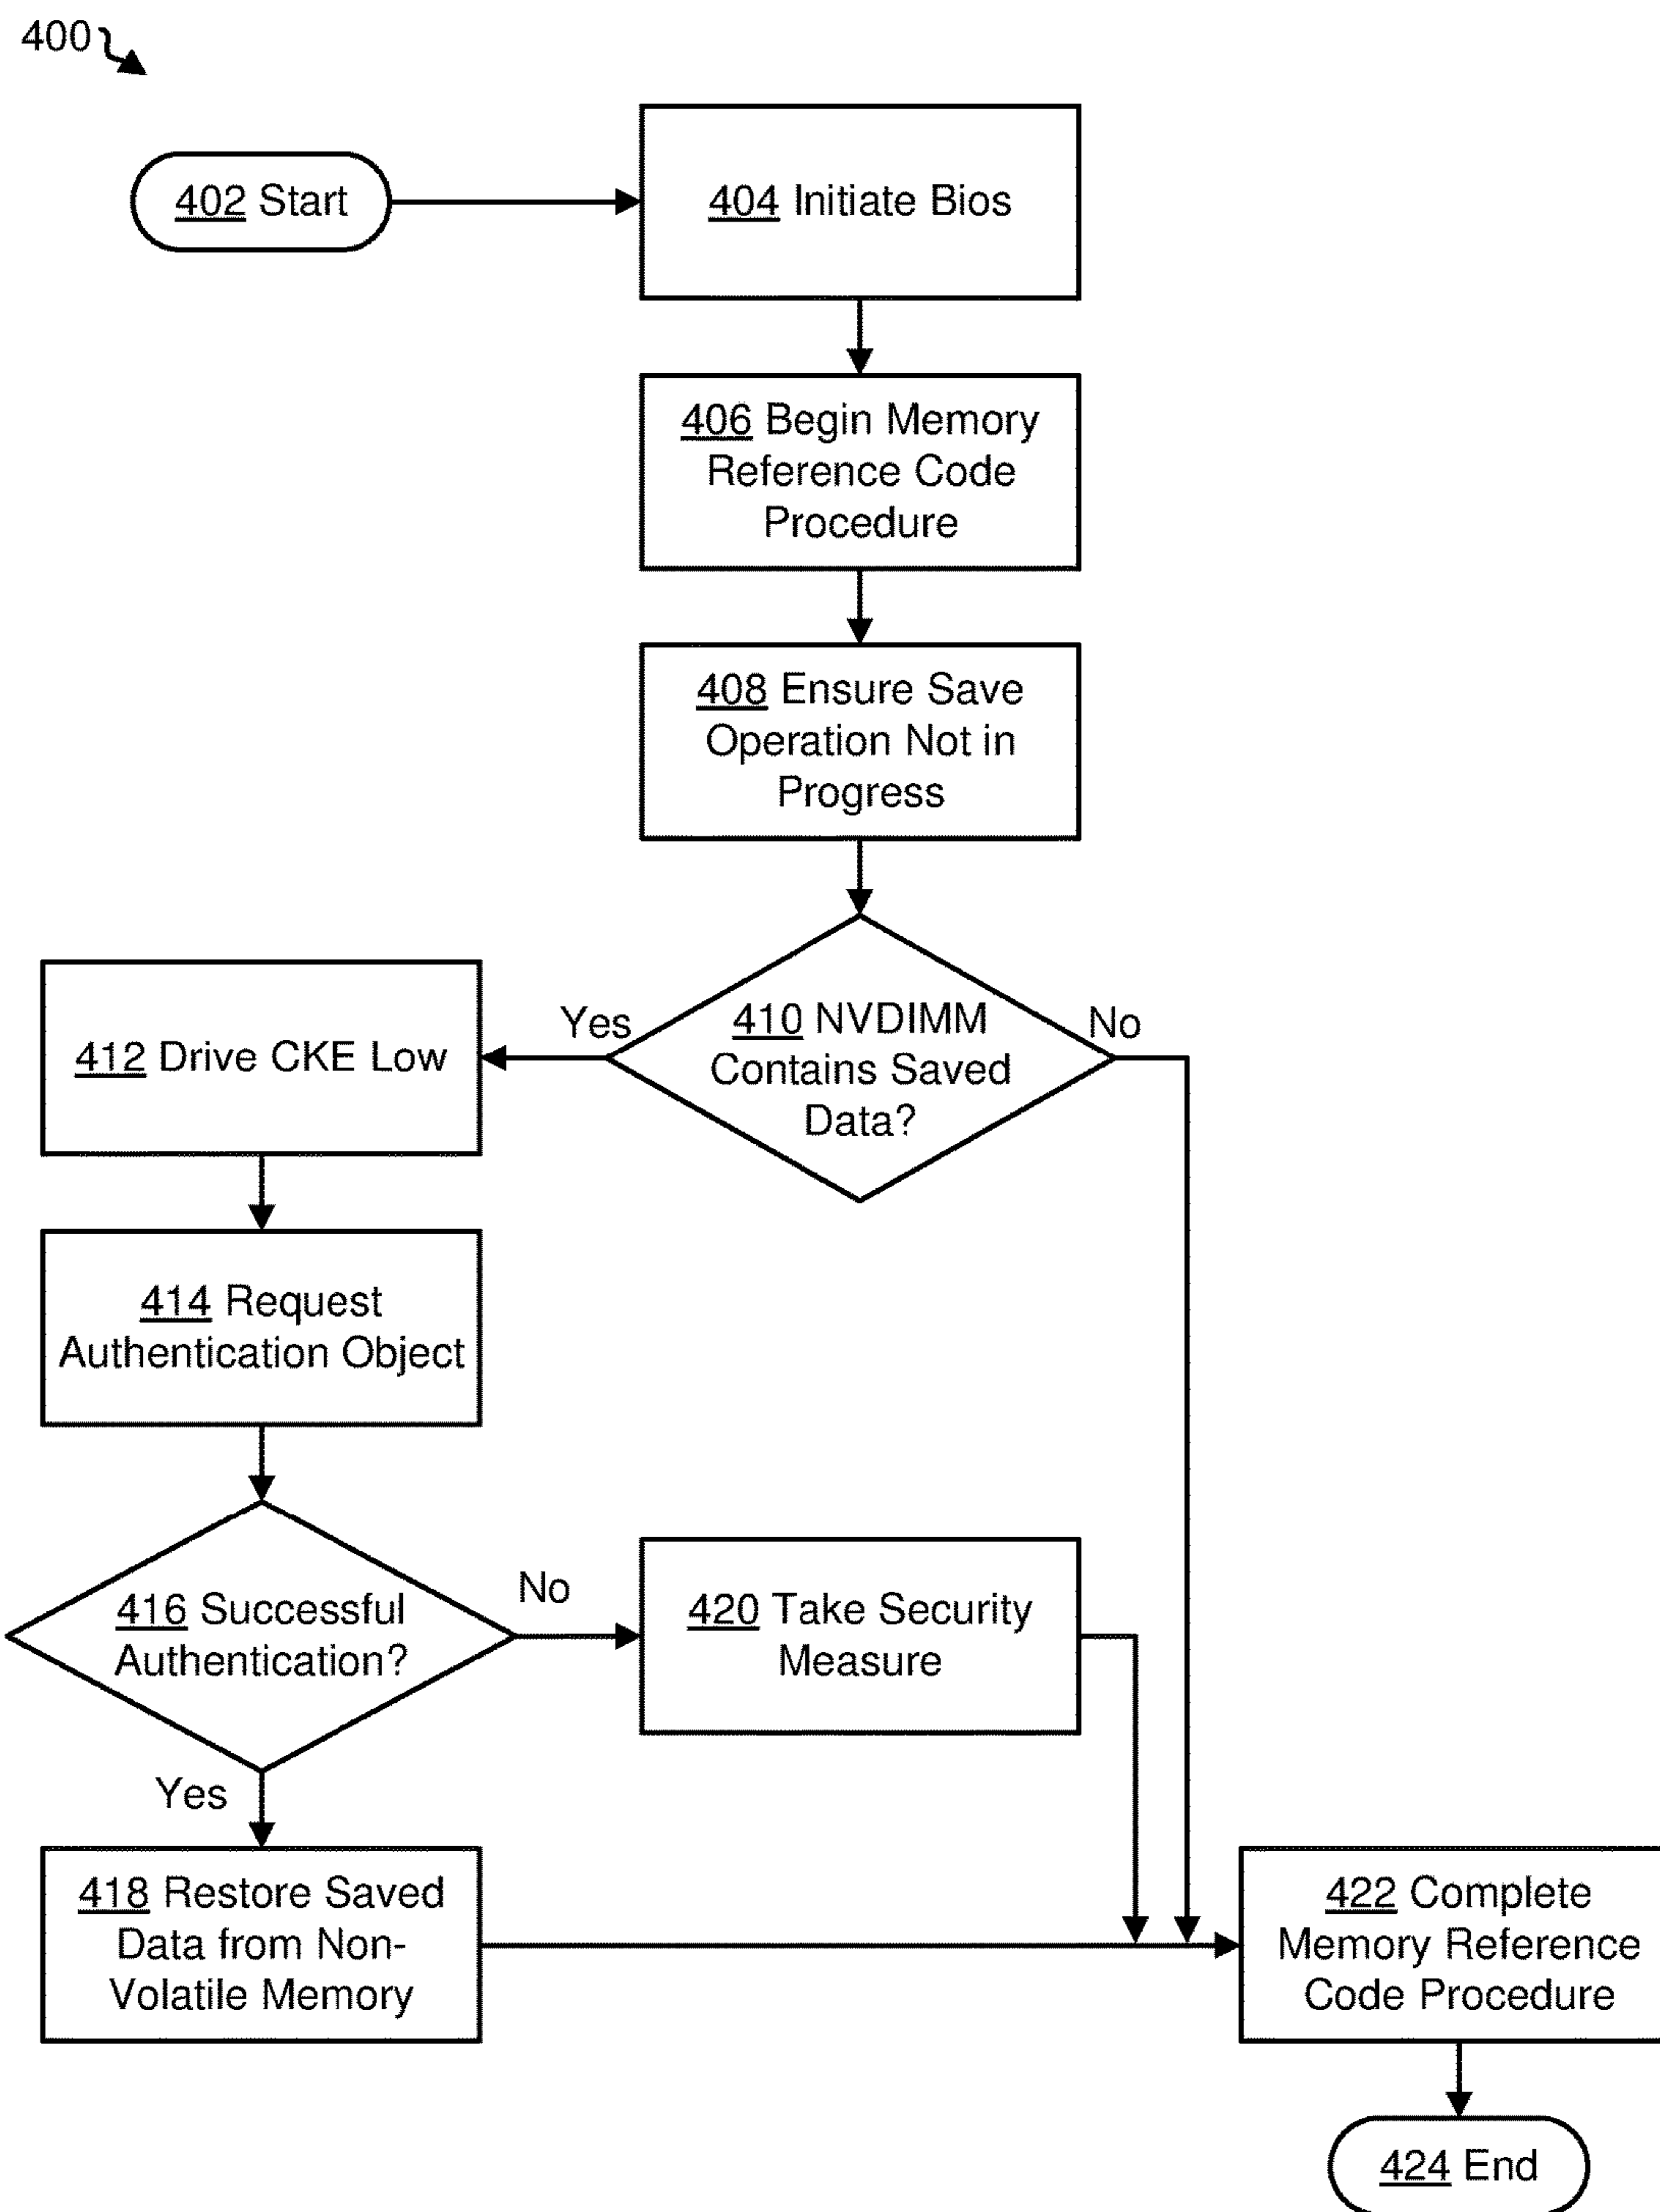 400
402 Start
404 Initiate Bios
406 Begin Memory
Reference Code
Procedure
408 Ensure Save
Operation Not in
Progress
410 NVDIMM
Contains Saved
Data?
Yes
No
412 Drive CKE Low
414 Request
Authentication Object
416 Successful
Authentication?
No
Yes
420 Take Security
Measure
418 Restore Saved
Data from Non-
Volatile Memory
422 Complete
Memory Reference
Code Procedure
424 End